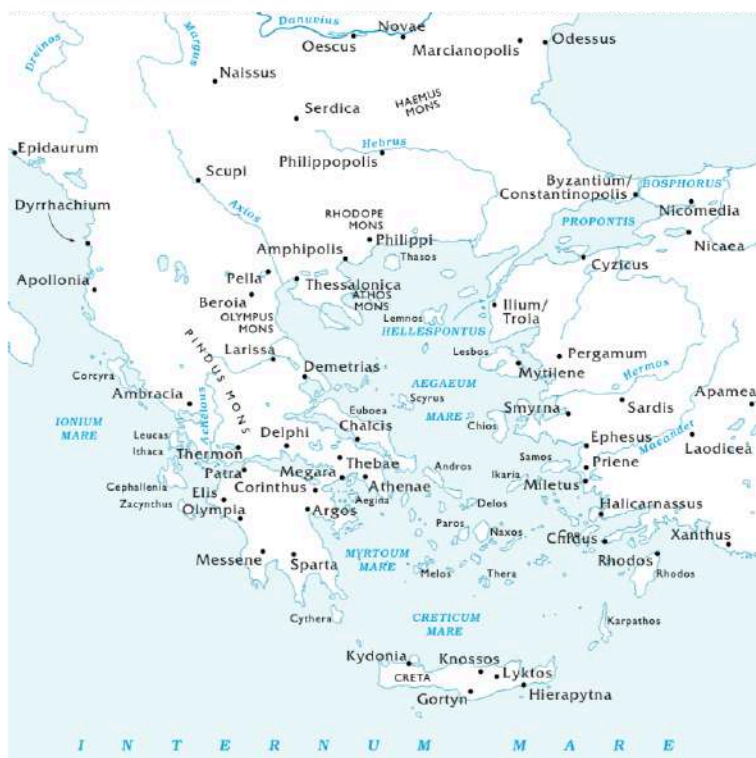 Danuvius
Novae
Oescus
Marcianopolis
Odessus
Dreinos
Margus
Naissus
Serdica
HAEMUS
MONS
Hebrus
Philippopolis
Epidaurum
Scupi
Byzantium/
Constantinopolis
BOSPHORUS
Nicomedia
PROPONTIS
Nicaea
Dyrrhachium
Axios
RHODOPE
MONS
Philippi
Amphipolis
Thasos
Cyzicus
Apollonia
Pella
Thessalonica
Beroia
ATHOS
MONS
OLYMPUS
MONS
Lemnos
Ilium/
Troia
HELLESPONTUS
PINDUS MONS
Larissa
Lesbos
Pergamum
Mytilene
Hermos
Corcyra
Demetrias
AEGAEUM
MARE
Ambracia
Achelous
Scyrus
Euboea
Smyrna
Sardis
Apamea
IONIUM
MARE
Leucas
Ithaca
Delphi
Chalcis
Chios
Maeander
Thermon
Ephesus
Laodicea
Thebae
Samos
Priene
Patra
Megara
Andros
Ikaria
Cephallenia
Elis
Corinthus
Athenae
Miletus
Zacynthus
Olympia
Argos
Aegina
Delos
Halicarnassus
Paros
Naxos
Cnidus
Xanthus
Messene
Sparta
MYRTOUM
MARE
Melos
Thera
Rhodos
Rhodos
Cythera
CRETICUM
MARE
Karpathos
Kydonia
Knossos
CRETA
Lyktos
Gortyn
Hierapytna
INTERNUM MARE